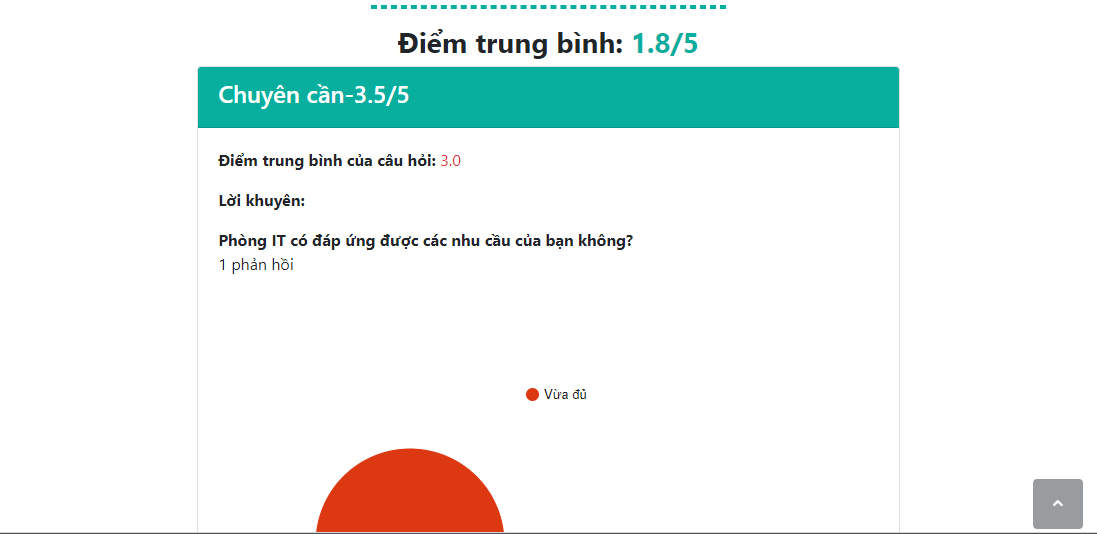 Điểm trung bình: 1.8/5
Chuyên cần-3.5/5
Điểm trung bình của câu hỏi: 3.0
Lời khuyên:
Phòng IT có đáp ứng được các nhu cầu của bạn không?
1 phản hồi
Vừa đủ